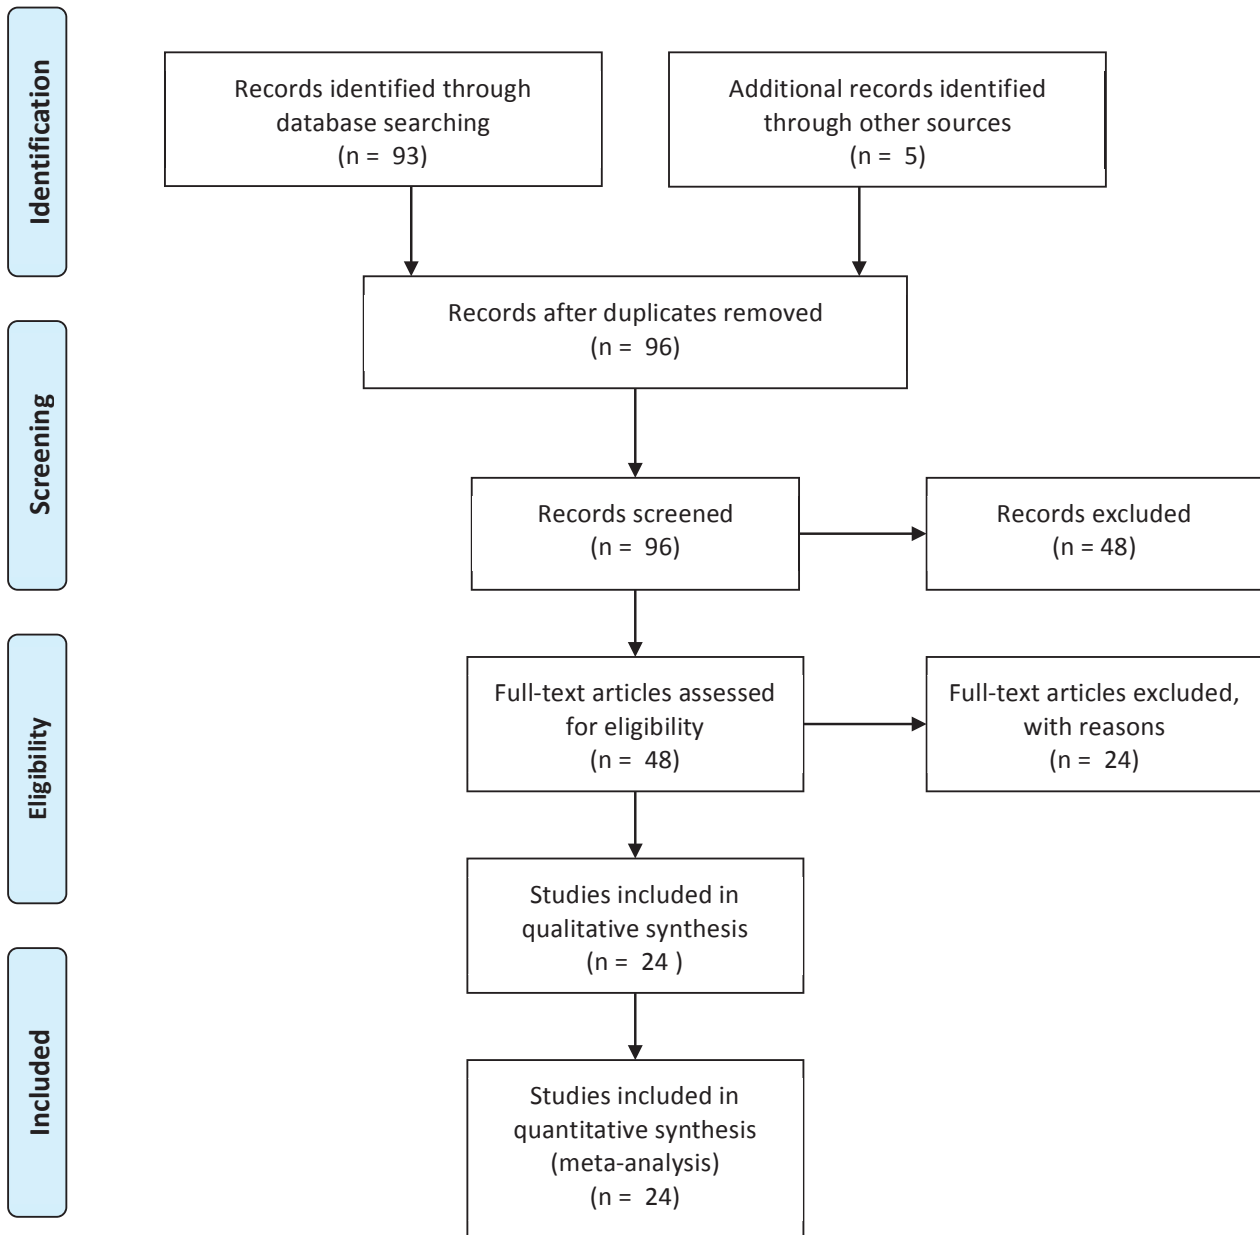 Identification
Records identified through
database searching
(n = 93)
Additional records identified
through other sources
(n = 5)
Records after duplicates removed
(n = 96)
Screening
Records screened
(n = 96)
Records excluded
(n = 48)
Eligibility
Full-text articles assessed
for eligibility
(n = 48)
Full-text articles excluded,
with reasons
(n = 24)
Studies included in
qualitative synthesis
(n = 24 )
Included
Studies included in
quantitative synthesis
(meta-analysis)
(n = 24)